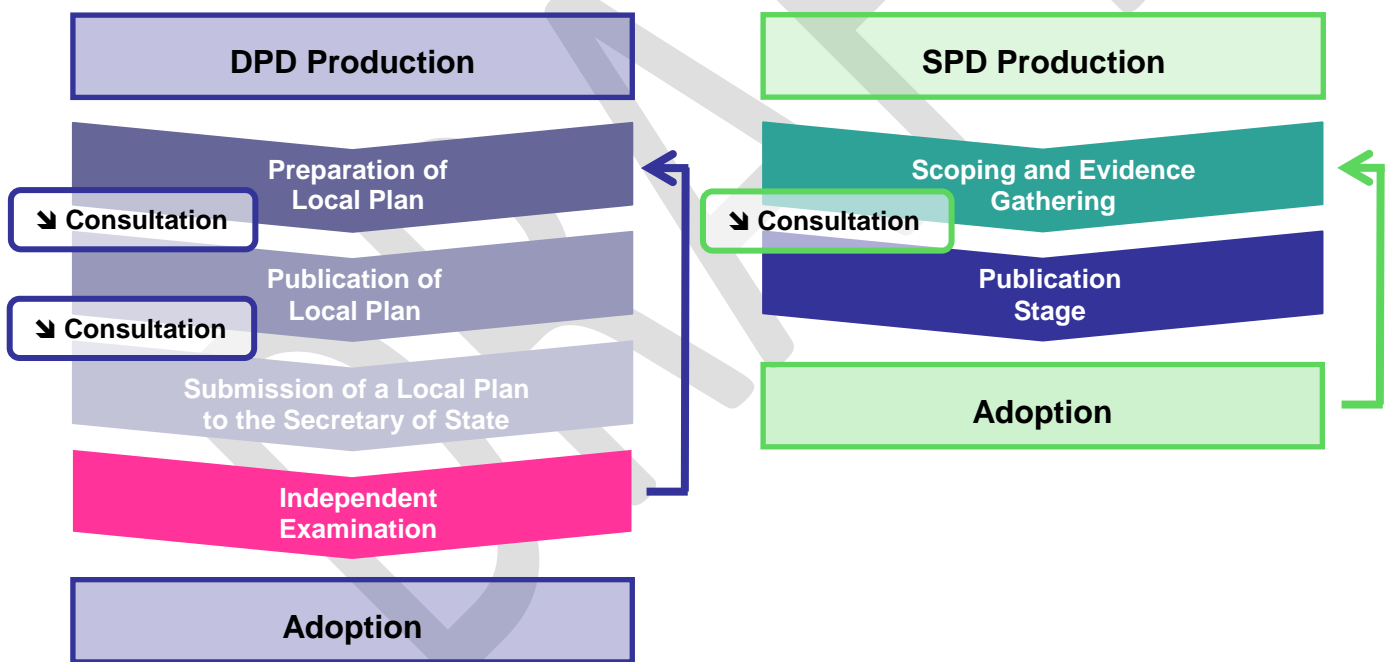 DPD Production
Preparation of
Local Plan
🡮 Consultation
Publication of
Local Plan
🡮 Consultation
Submission of a Local Plan
to the Secretary of State
Independent
Examination
Adoption
SPD Production
Scoping and Evidence
Gathering
🡮 Consultation
Publication
Stage
Adoption